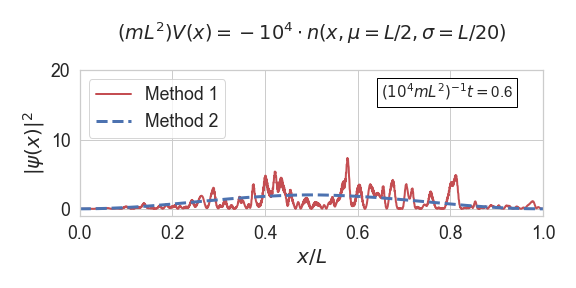 (mL²)V(x) = −10⁴ · n(x, μ = L/2, σ = L/20)
20
10
0
|ψ(x)|²
Method 1
Method 2
(10⁴mL²)⁻¹t = 0.6
0.0 0.2 0.4 0.6 0.8 1.0
x/L